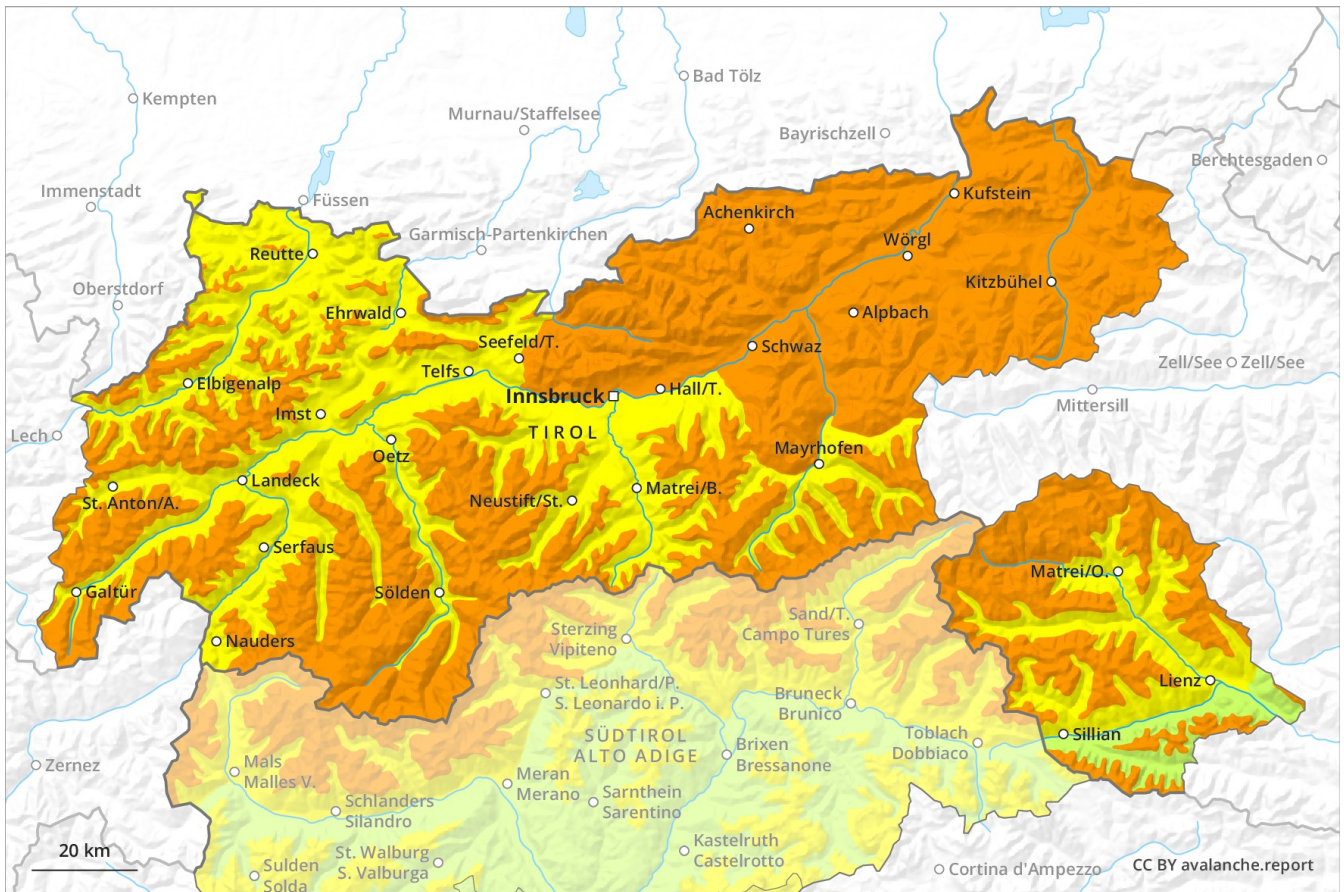 Kempten
Bad Tölz
Murnau/Staffelsee
Bayrischzell
Berchtesgaden
Immenstadt
Füssen
Kufstein
Achenkirch
Garmisch-Partenkirchen
Wörgl
Reutte
Oberstdorf
Kitzbühel
Ehrwald
Alpbach
Seefeld/T.
Schwaz
Zell/See
Zell/See
Telfs
Elbigenalp
Hall/T.
Innsbruck
Mittersill
Imst
Lech
TIROL
Oetz
Mayrhofen
Landeck
Matrei/B.
St. Anton/A.
Neustift/St.
Serfaus
Matrei/O.
Galtür
Sölden
Sand/T.
Campo Tures
Sterzing
Vipiteno
Nauders
Lienz
St. Leonhard/P.
S. Leonardo i. P.
Bruneck
Brunico
Sillian
SÜDTIROL
ALTO ADIGE
Toblach
Dobbiaco
Brixen
Bressanone
Zernez
Mals
Malles V.
Meran
Merano
Sarnthein
Sarentino
Schlanders
Silandro
Kastelruth
Castelrotto
20 km
St. Walburg
S. Valburga
Sulden
Solda
Cortina d'Ampezzo
CC BY avalanche.report